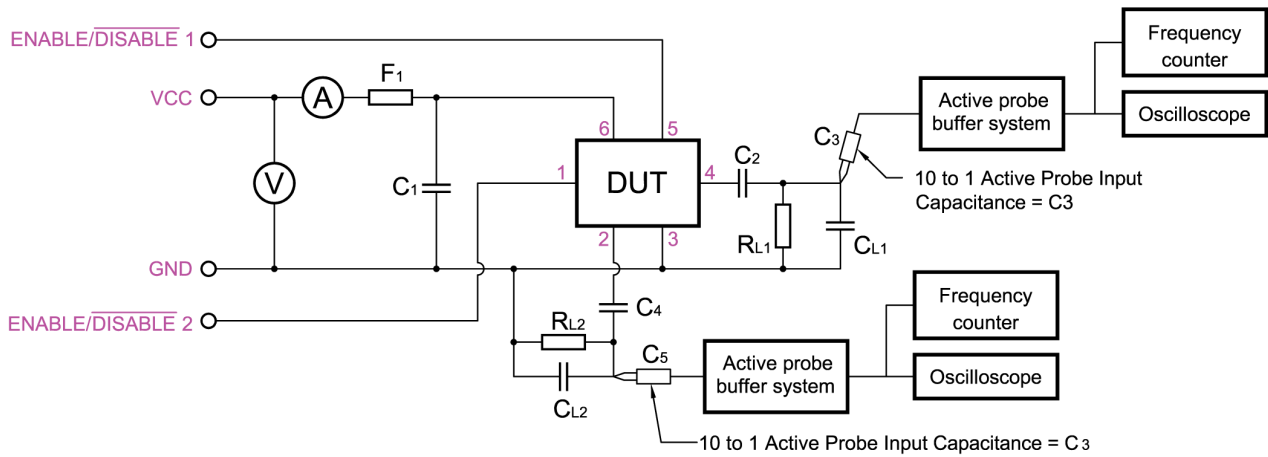 ENABLE/DISABLE 1
VCC
A
F1
V
C1
6
5
1
DUT
4
2
3
C2
C3
RL1
CL1
Active probe
buffer system
Frequency
counter
Oscilloscope
10 to 1 Active Probe Input
Capacitance = C3
GND
ENABLE/DISABLE 2
C4
RL2
CL2
C5
Active probe
buffer system
Frequency
counter
Oscilloscope
10 to 1 Active Probe Input Capacitance = C3